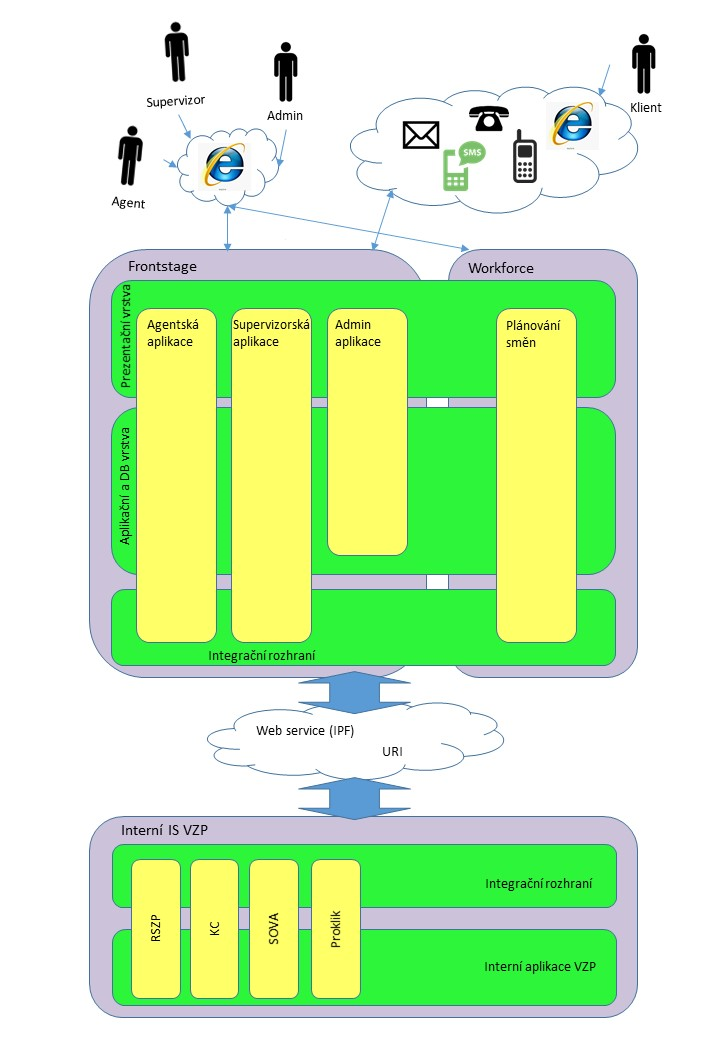 Supervizor
Admin
Klient
Agent
SMS
Frontstage
Workforce
Prezentační vrstva
Agentská
aplikace
Supervizorská
aplikace
Admin
aplikace
Plánování
směn
Aplikační a DB vrstva
Integrační rozhraní
Web service (IPF)
URI
Interní IS VZP
Integrační rozhraní
RSZP
KC
SOVA
Proklik
Interní aplikace VZP